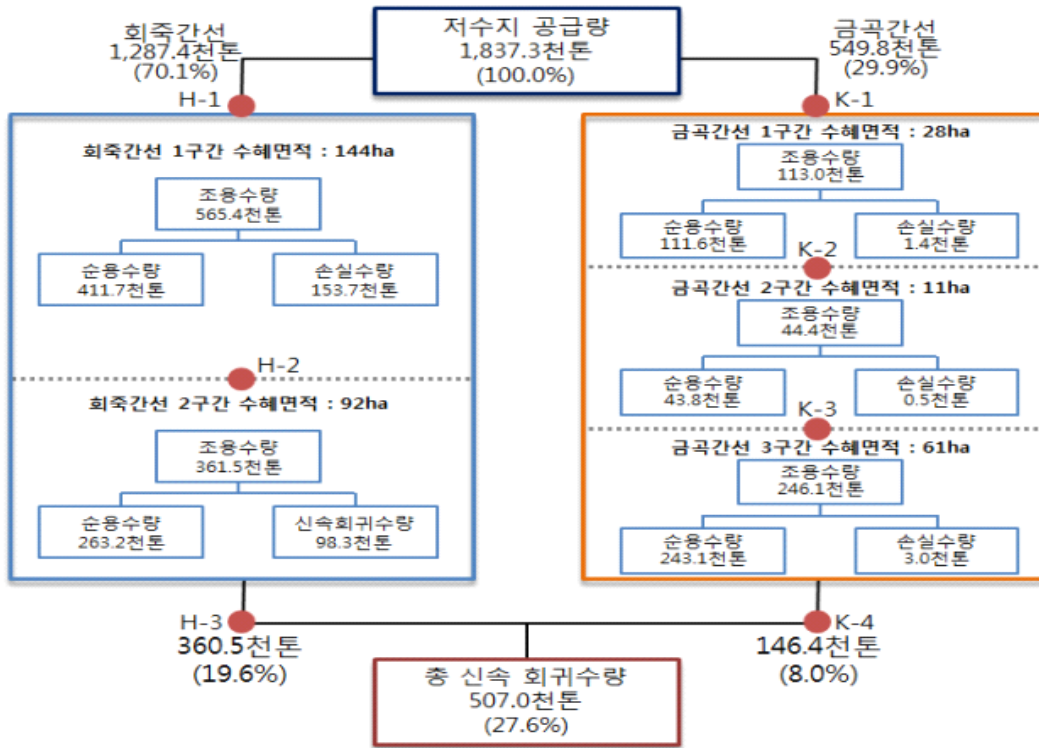 저수지 공급량
1,837.3천톤
(100.0%)
회죽간선
1,287.4천톤
(70.1%)
H-1
금곡간선
549.8천톤
(29.9%)
K-1
회죽간선 1구간 수혜면적 : 144ha
조용수량
565.4천톤
순용수량
411.7천톤
손실수량
153.7천톤
H-2
회죽간선 2구간 수혜면적 : 92ha
조용수량
361.5천톤
순용수량
263.2천톤
신속회귀수량
98.3천톤
금곡간선 1구간 수혜면적 : 28ha
조용수량
113.0천톤
순용수량
111.6천톤
손실수량
1.4천톤
K-2
금곡간선 2구간 수혜면적 : 11ha
조용수량
44.4천톤
순용수량
43.8천톤
손실수량
0.5천톤
K-3
금곡간선 3구간 수혜면적 : 61ha
조용수량
246.1천톤
순용수량
243.1천톤
손실수량
3.0천톤
H-3
360.5천톤
(19.6%)
K-4
146.4천톤
(8.0%)
총 신속 회귀수량
507.0천톤
(27.6%)